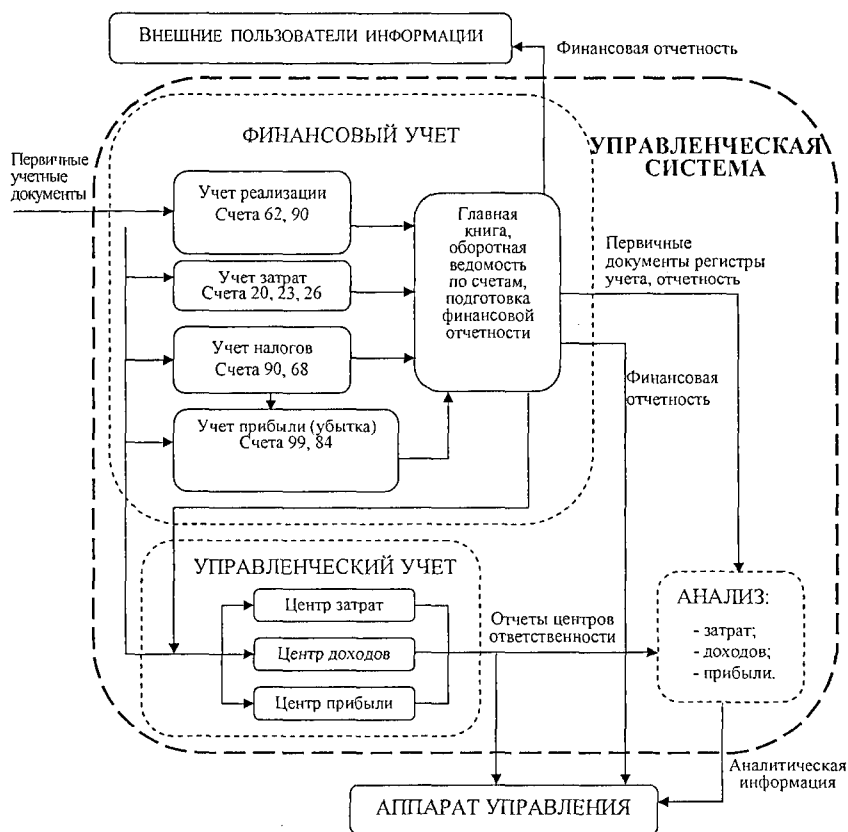 ВНЕШНИЕ ПОЛЬЗОВАТЕЛИ ИНФОРМАЦИИ
Финансовая отчетность
ФИНАНСОВЫЙ УЧЕТ
УПРАВЛЕНЧЕСКАЯ
СИСТЕМА
Первичные
учетные
документы
Учет реализации
Счета 62, 90
Учет затрат
Счета 20, 23, 26
Учет налогов
Счета 90, 68
Учет прибыли (убытка)
Счета 99, 84
Главная
книга,
оборотная
ведомость
по счетам,
подготовка
финансовой
отчетности
Первичные
документы регистры
учета, отчетность
Финансовая
отчетность
УПРАВЛЕНЧЕСКИЙ УЧЕТ
Центр затрат
Центр доходов
Центр прибыли
Отчеты центров
ответственности
АНАЛИЗ:
- затрат;
- доходов;
- прибыли.
Аналитическая
информация
АППАРАТ УПРАВЛЕНИЯ